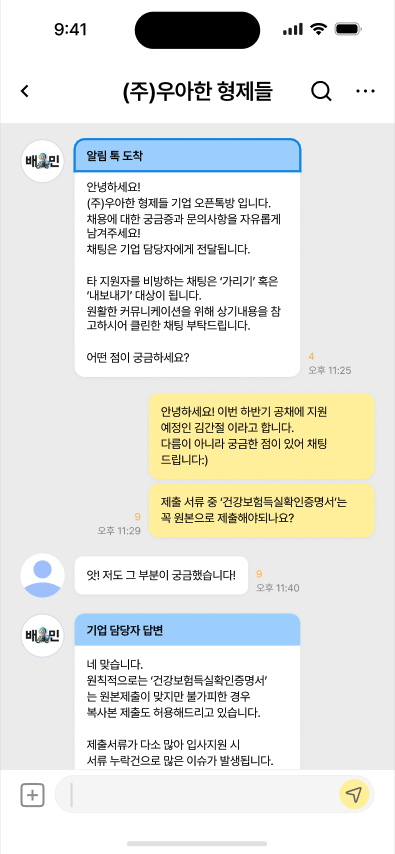 9:41
(주)우아한 형제들
배민
알림 톡 도착
안녕하세요!
(주)우아한 형제들 기업 오픈톡방 입니다.
채용에 대한 궁금증과 문의사항을 자유롭게
남겨주세요!
채팅은 기업 담당자에게 전달됩니다.
타 지원자를 비방하는 채팅은 ‘가리기’ 혹은
‘내보내기’ 대상이 됩니다.
원활한 커뮤니케이션을 위해 상기내용을 참
고하시어 클린한 채팅 부탁드립니다.
어떤 점이 궁금하세요?
4
오후 11:25
안녕하세요! 이번 하반기 공채에 지원
예정인 김간절 이라고 합니다.
다름이 아니라 궁금한 점이 있어 채팅
드립니다:)
제출 서류 중 ‘건강보험득실확인증명서’는
꼭 원본으로 제출해야되나요?
9
오후 11:29
앗! 저도 그 부분이 궁금했습니다!
9
오후 11:40
배민
기업 담당자 답변
네 맞습니다.
원칙적으로는 ‘건강보험득실확인증명서’
는 원본제출이 맞지만 불가피한 경우
복사본 제출도 허용해드리고 있습니다.
제출서류가 다소 많아 입사지원 시
서류 누락건으로 많은 이슈가 발생됩니다.